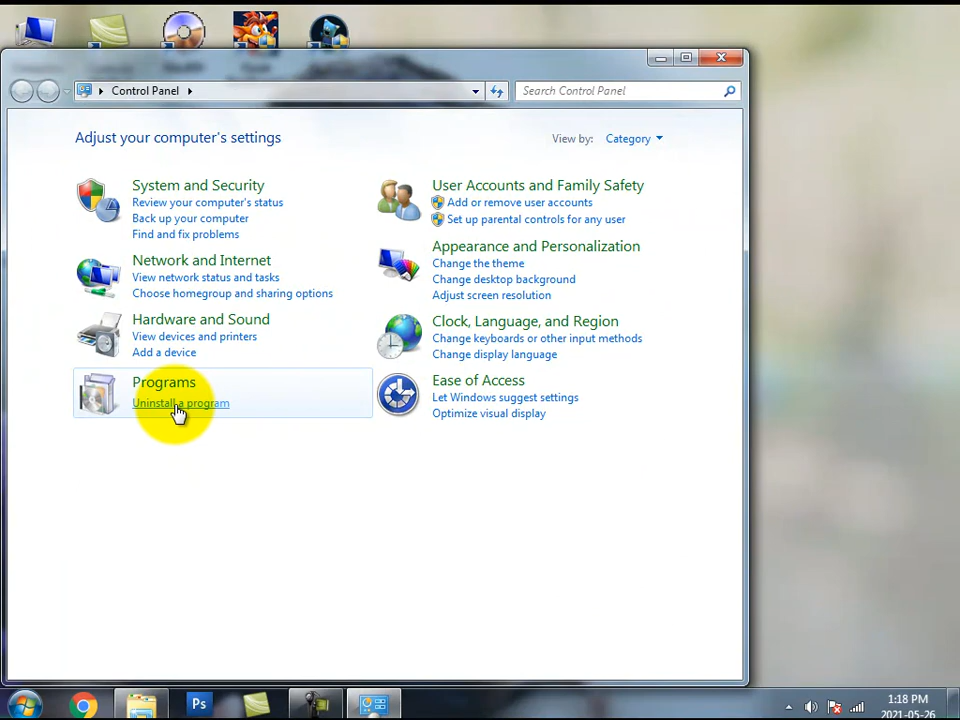 Control Panel
Search Control Panel
Adjust your computer's settings
View by: Category
System and Security
Review your computer's status
Back up your computer
Find and fix problems
Network and Internet
View network status and tasks
Choose homegroup and sharing options
Hardware and Sound
View devices and printers
Add a device
Programs
Uninstall a program
User Accounts and Family Safety
Add or remove user accounts
Set up parental controls for any user
Appearance and Personalization
Change the theme
Change desktop background
Adjust screen resolution
Clock, Language, and Region
Change keyboards or other input methods
Change display language
Ease of Access
Let Windows suggest settings
Optimize visual display
Ps
1:18 PM
2021-05-26